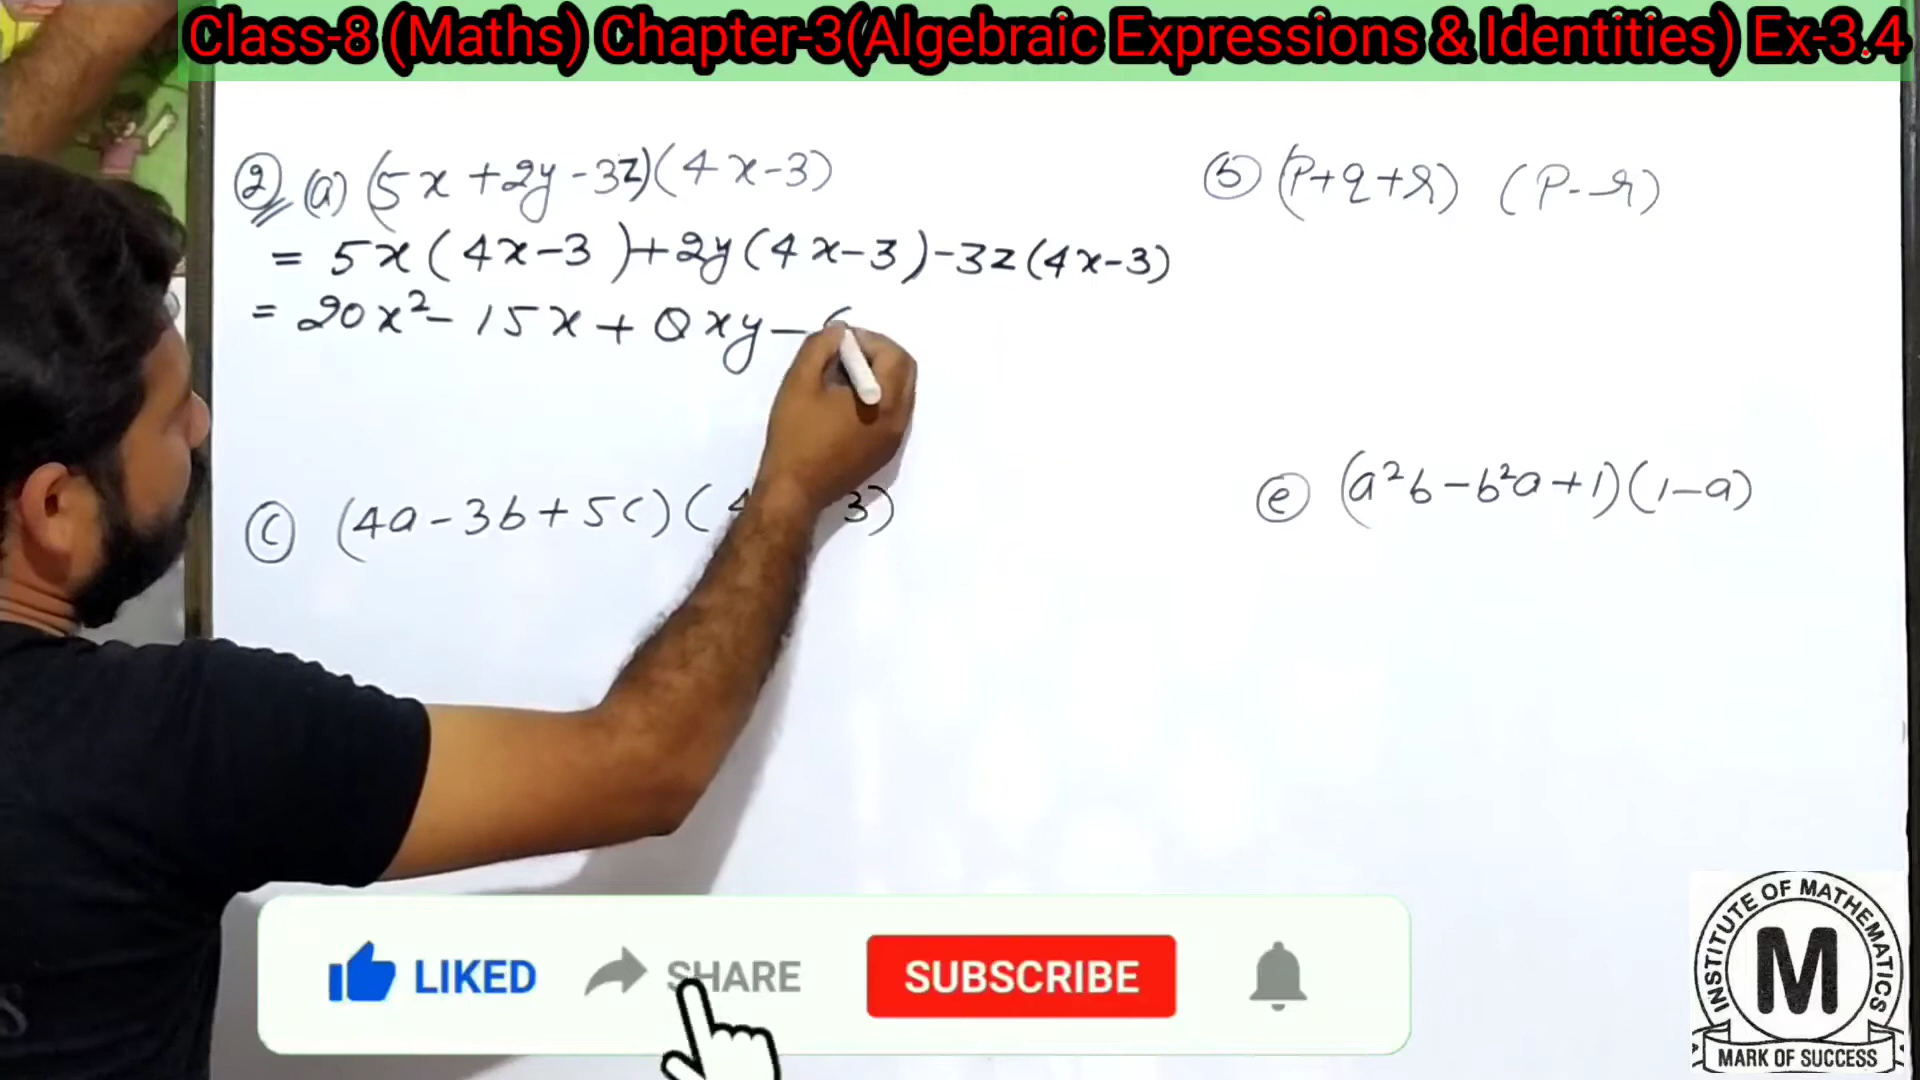 Class-8 (Maths) Chapter-3(Algebraic Expressions & Identities) Ex-3.4
② (a) (5x+2y-3z)(4x-3)
= 5x(4x-3)+2y(4x-3)-3z(4x-3)
= 20x²-15x+8xy-
ⓒ (4a-3b+5c)( 3)
⑤ (p+q+r) (p-r)
ⓔ (a²b-b²a+1)(1-a)
LIKED SHARE SUBSCRIBE
INSTITUTE OF MATHEMATICS
M
MARK OF SUCCESS